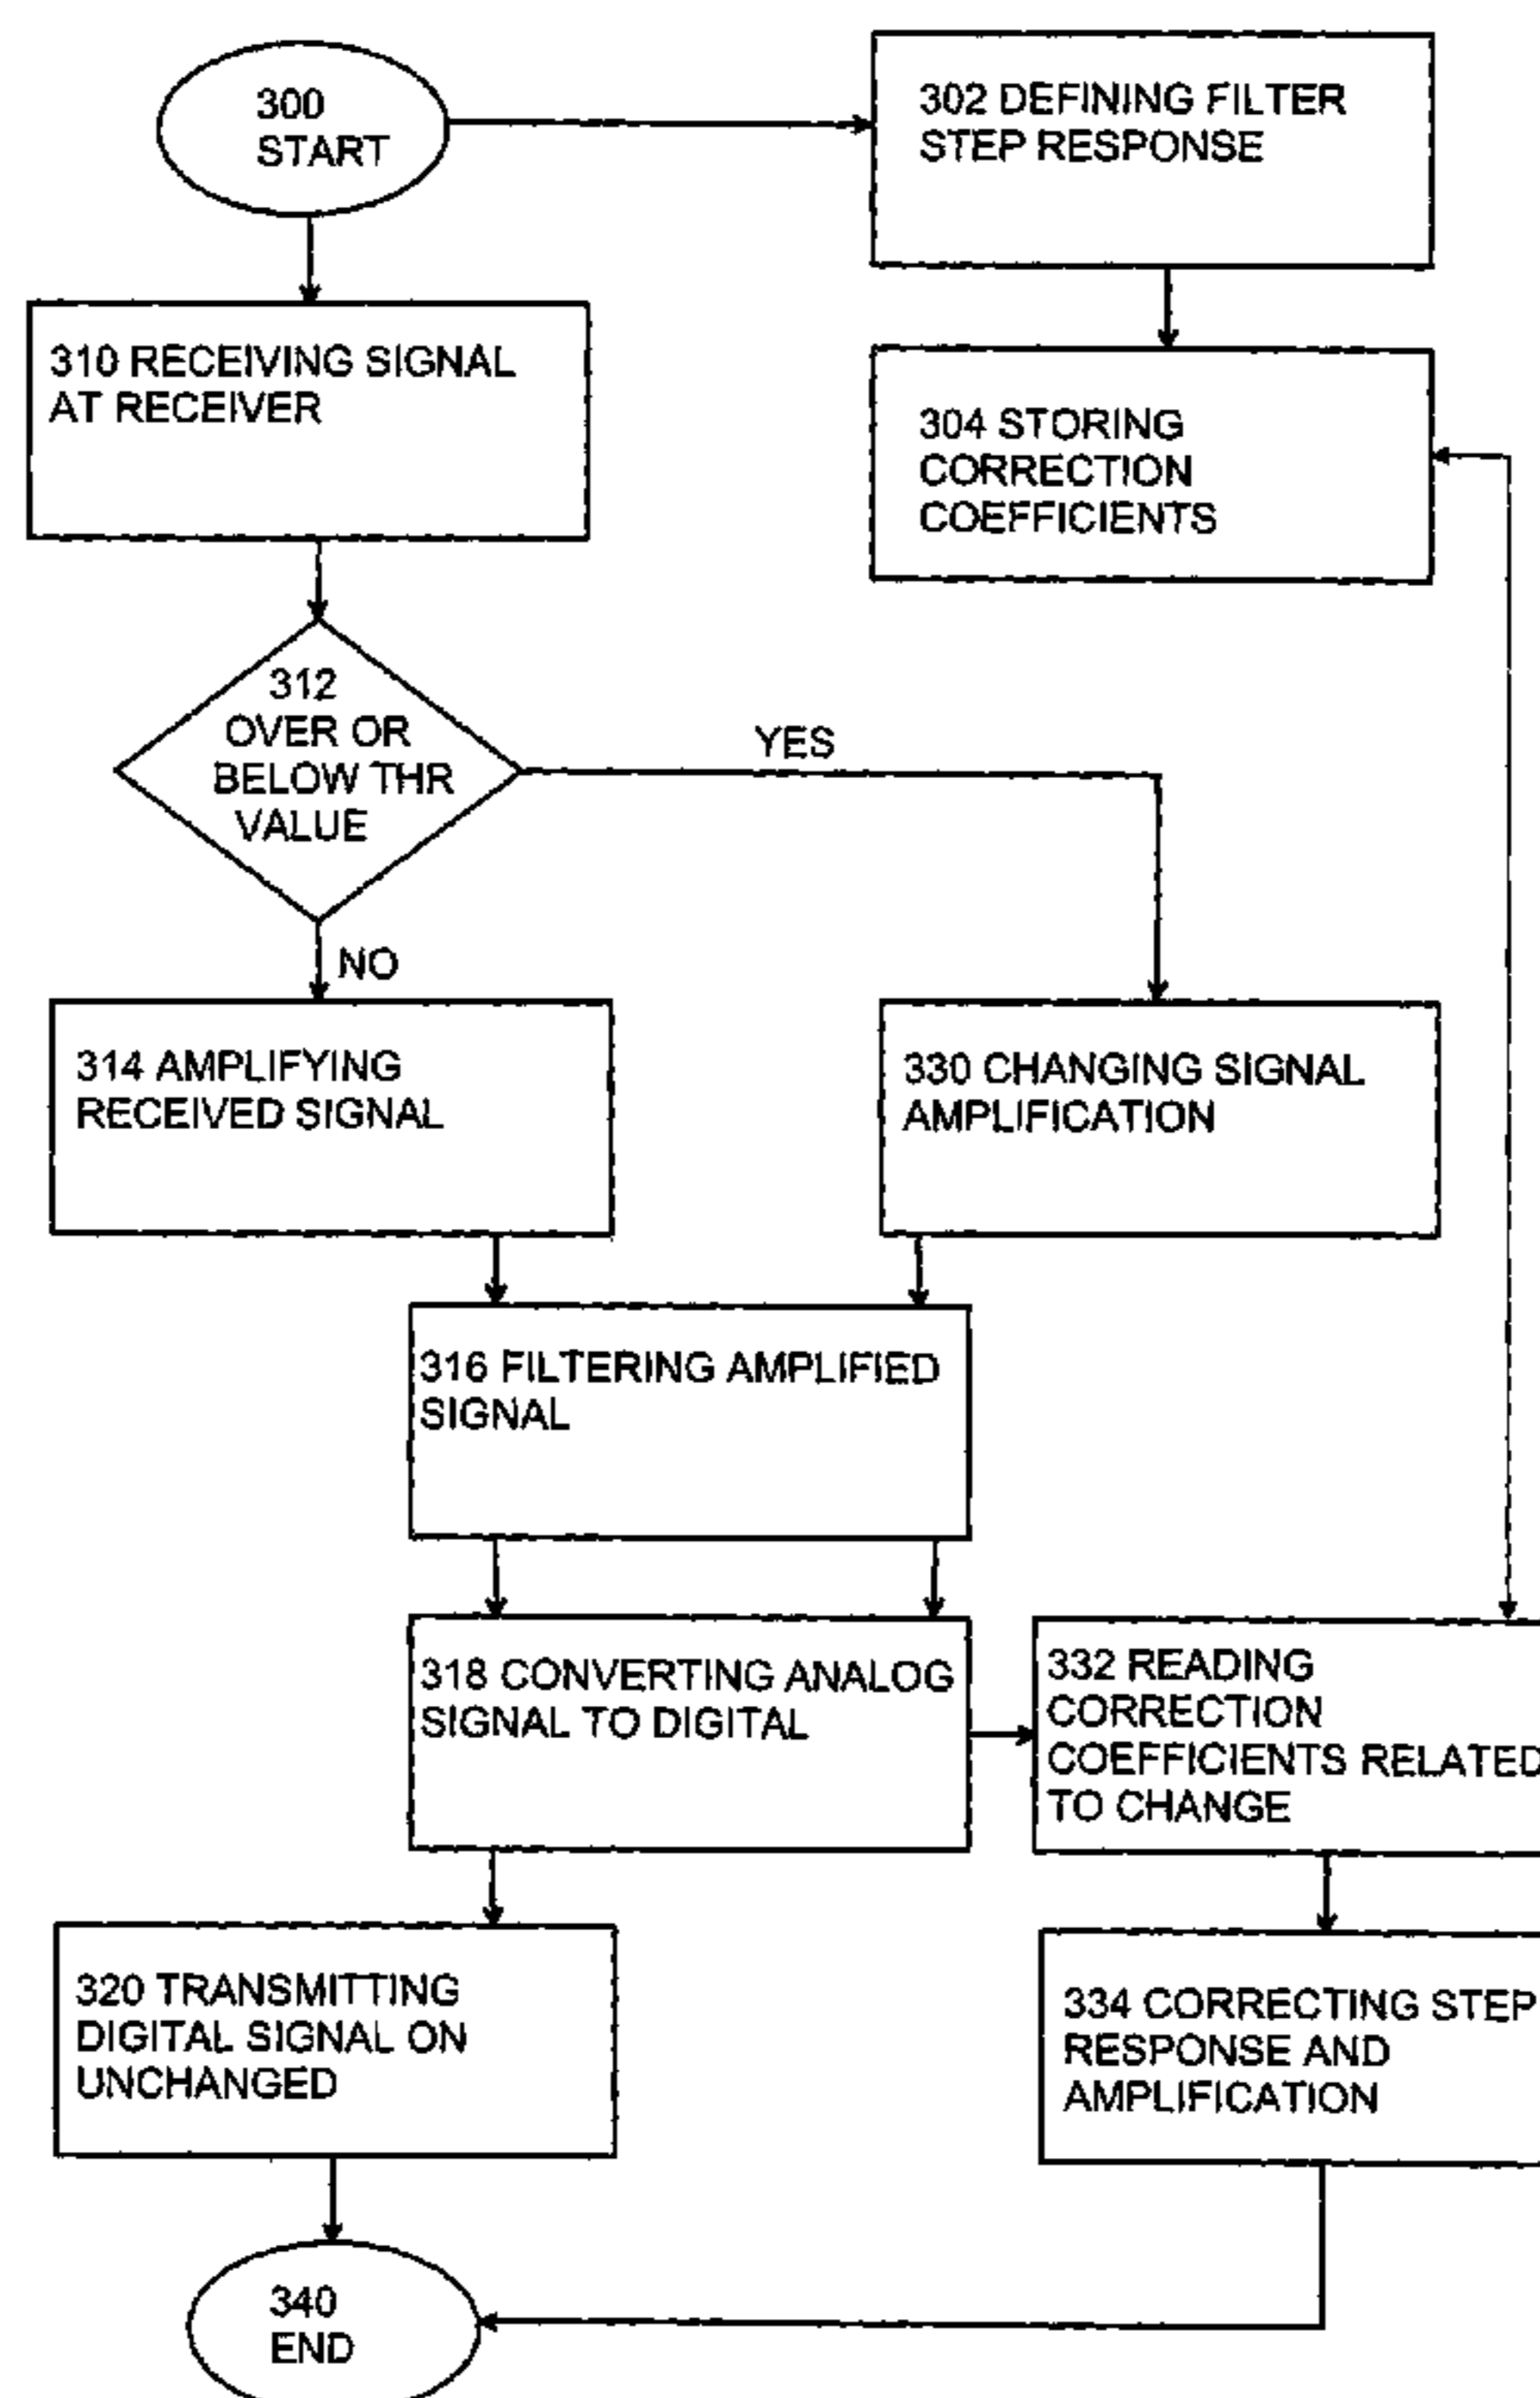 300
START
302 DEFINING FILTER
STEP RESPONSE
310 RECEIVING SIGNAL
AT RECEIVER
304 STORING
CORRECTION
COEFFICIENTS
312
OVER OR
BELOW THR
VALUE
YES
NO
314 AMPLIFYING
RECEIVED SIGNAL
330 CHANGING SIGNAL
AMPLIFICATION
316 FILTERING AMPLIFIED
SIGNAL
318 CONVERTING ANALOG
SIGNAL TO DIGITAL
332 READING
CORRECTION
COEFFICIENTS RELATED
TO CHANGE
320 TRANSMITTING
DIGITAL SIGNAL ON
UNCHANGED
334 CORRECTING STEP
RESPONSE AND
AMPLIFICATION
340
END